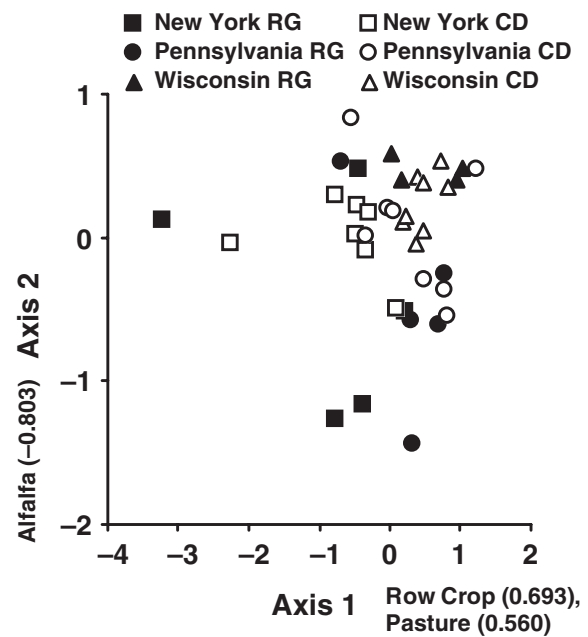 New York RG New York CD
Pennsylvania RG Pennsylvania CD
Wisconsin RG Wisconsin CD
1
0
−1
−2
Axis 2
Alfalfa (−0.803)
−4 −3 −2 −1 0 1 2
Axis 1 Row Crop (0.693),
Pasture (0.560)